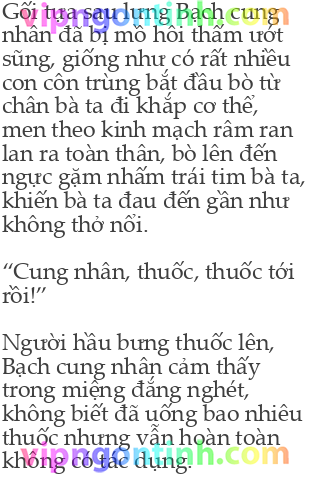 Gối tựa sau lưng Bạch cung
nhân đã bị mồ hôi thấm ướt
sũng, giống như có rất nhiều
con côn trùng bắt đầu bò từ
chân bà ta đi khắp cơ thể,
men theo kinh mạch râm ran
lan ra toàn thân, bò lên đến
ngực gặm nhấm trái tim bà ta,
khiến bà ta đau đến gần như
không thở nổi.
“Cung nhân, thuốc, thuốc tới
rồi!”
Người hầu bưng thuốc lên,
Bạch cung nhân cảm thấy
trong miệng đắng nghét,
không biết đã uống bao nhiêu
thuốc nhưng vẫn hoàn toàn
không có tác dụng.
vipngontinh.com
vipngontinh.com